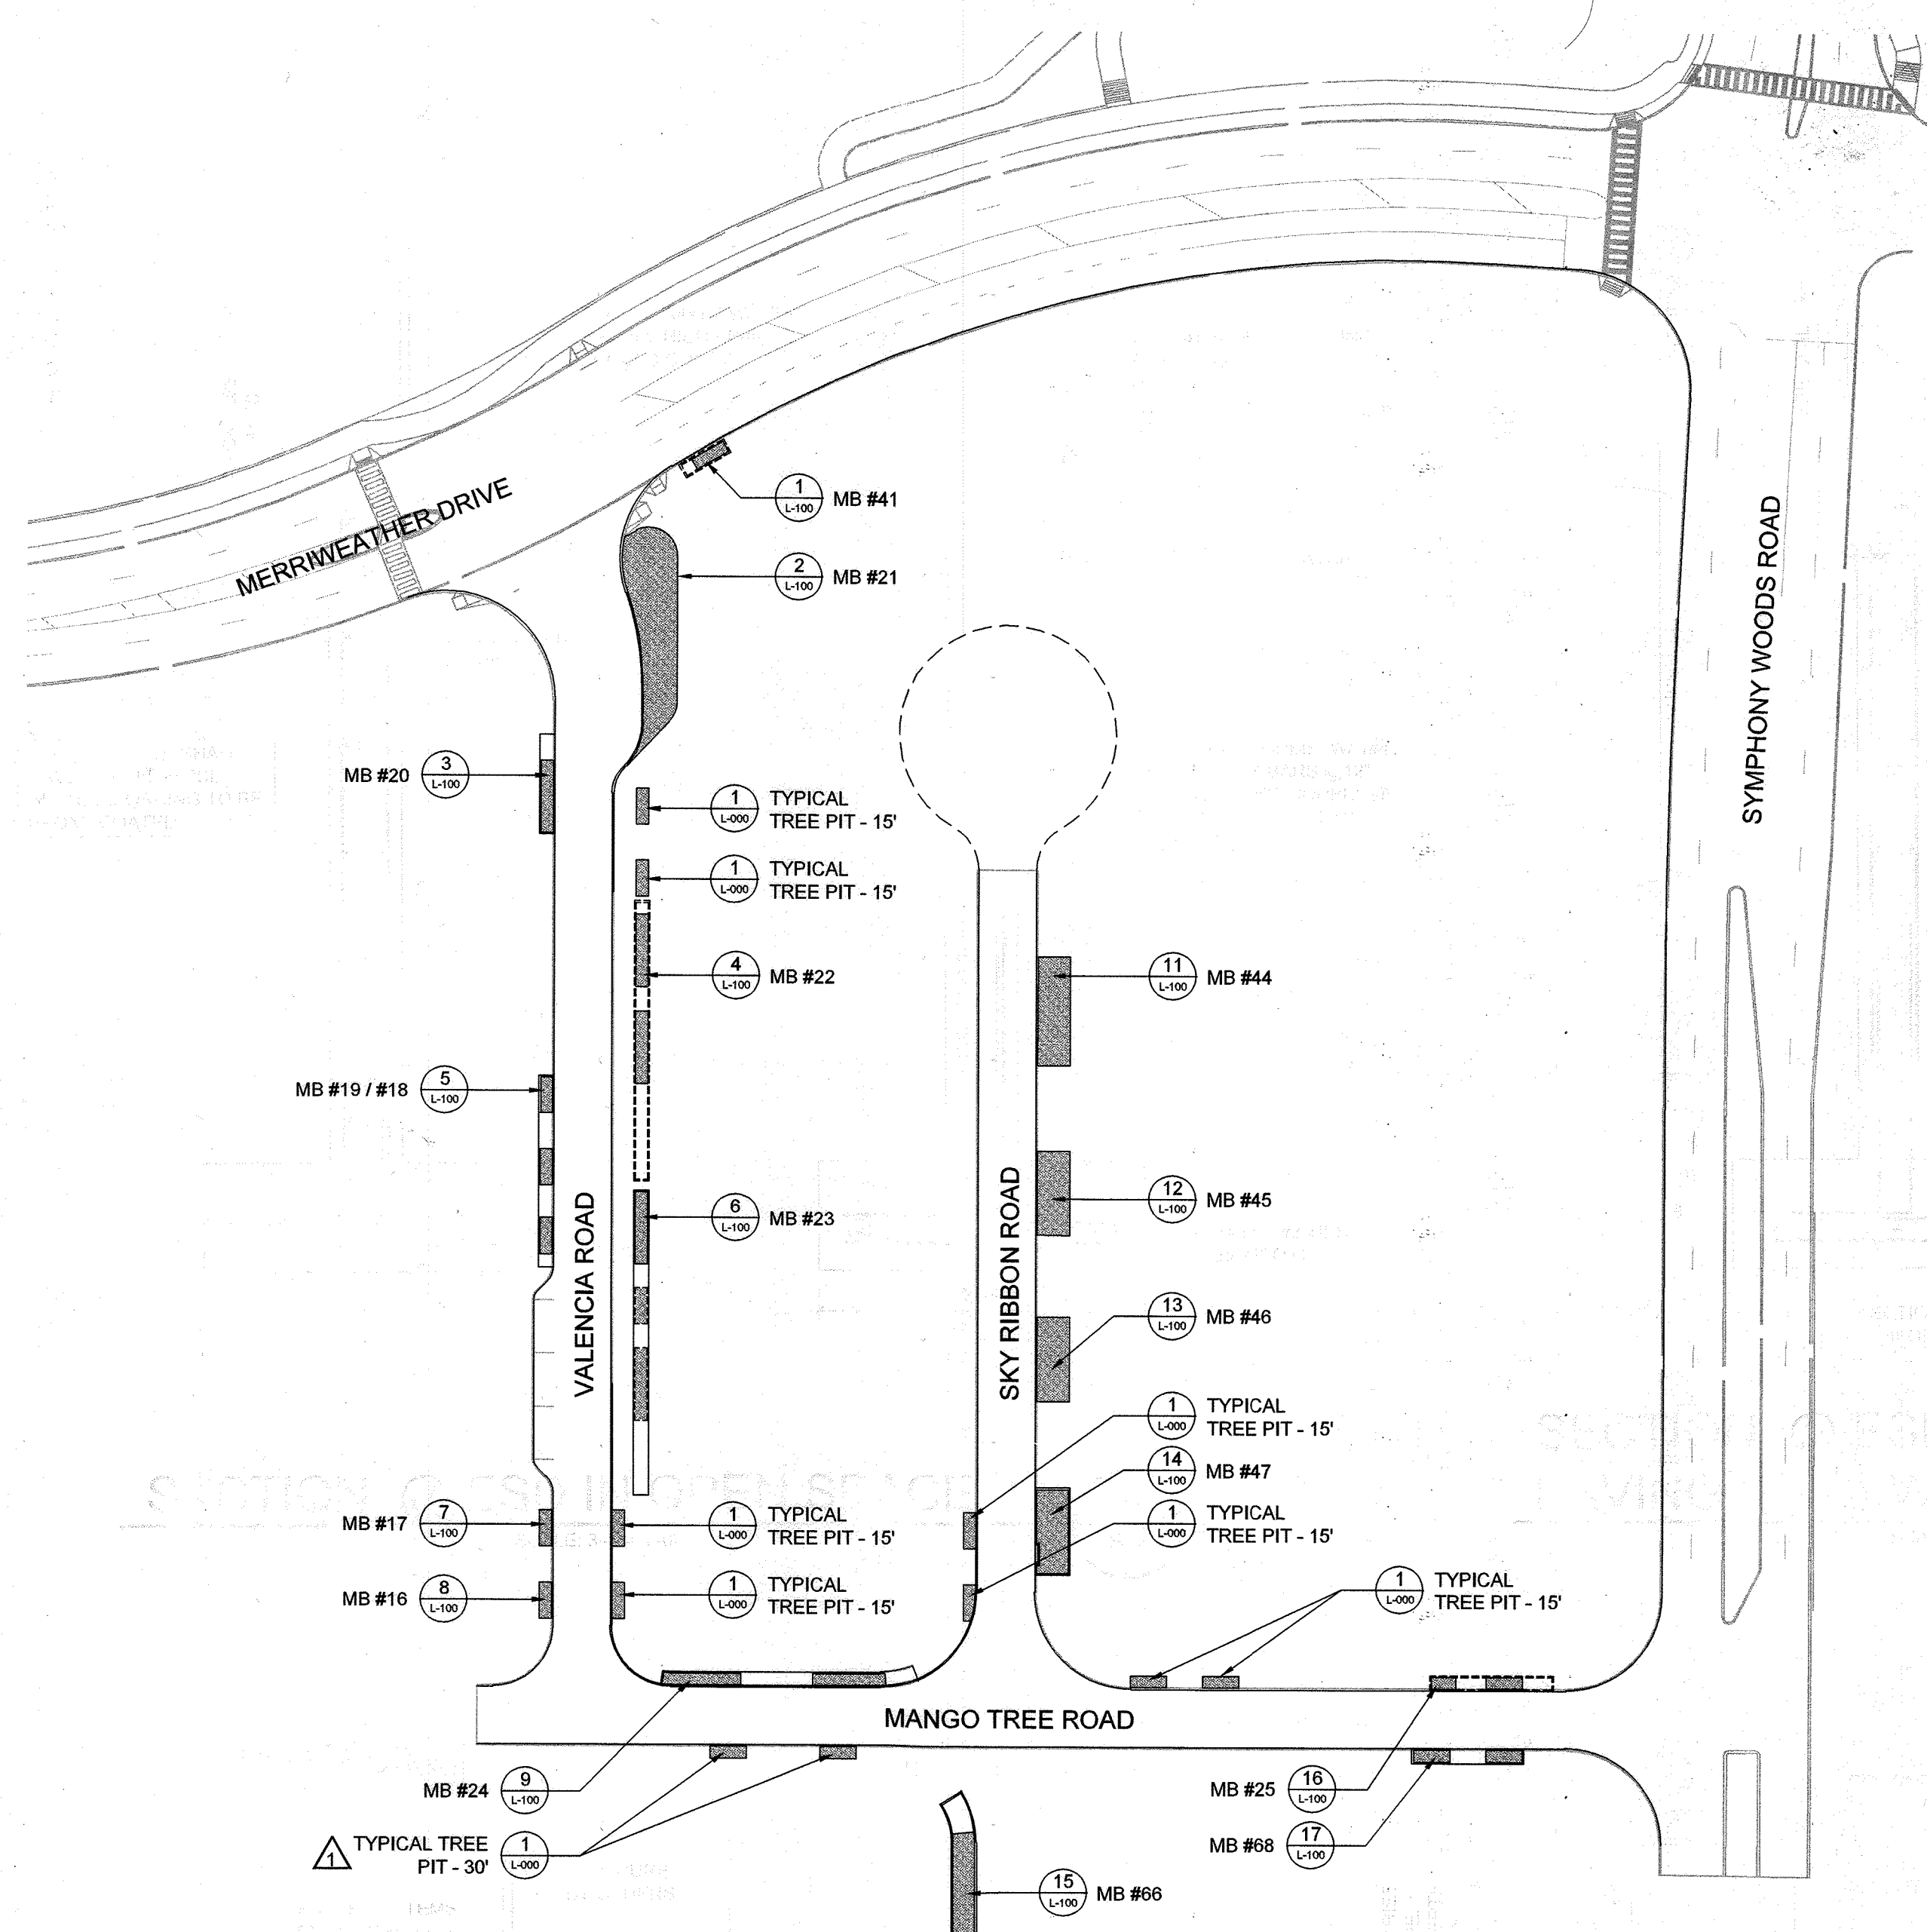 MERRIWEATHER DRIVE
SYMPHONY WOODS ROAD
1
L-100
MB #41
2
L-100
MB #21
MB #20
3
L-100
1
L-000
TYPICAL
TREE PIT - 15'
1
L-000
TYPICAL
TREE PIT - 15'
4
L-100
MB #22
11
L-100
MB #44
MB #19 / #18
5
L-100
12
L-100
MB #45
6
L-100
MB #23
VALENCIA ROAD
SKY RIBBON ROAD
13
L-100
MB #46
1
L-000
TYPICAL
TREE PIT - 15'
14
L-100
MB #47
1
L-000
TYPICAL
TREE PIT - 15'
MB #17
7
L-100
1
L-000
TYPICAL
TREE PIT - 15'
MB #16
8
L-100
1
L-000
TYPICAL
TREE PIT - 15'
1
L-000
TYPICAL
TREE PIT - 15'
MANGO TREE ROAD
MB #24
9
L-100
MB #25
16
L-100
1
TYPICAL TREE
PIT - 30'
1
L-000
MB #68
17
L-100
15
L-100
MB #66